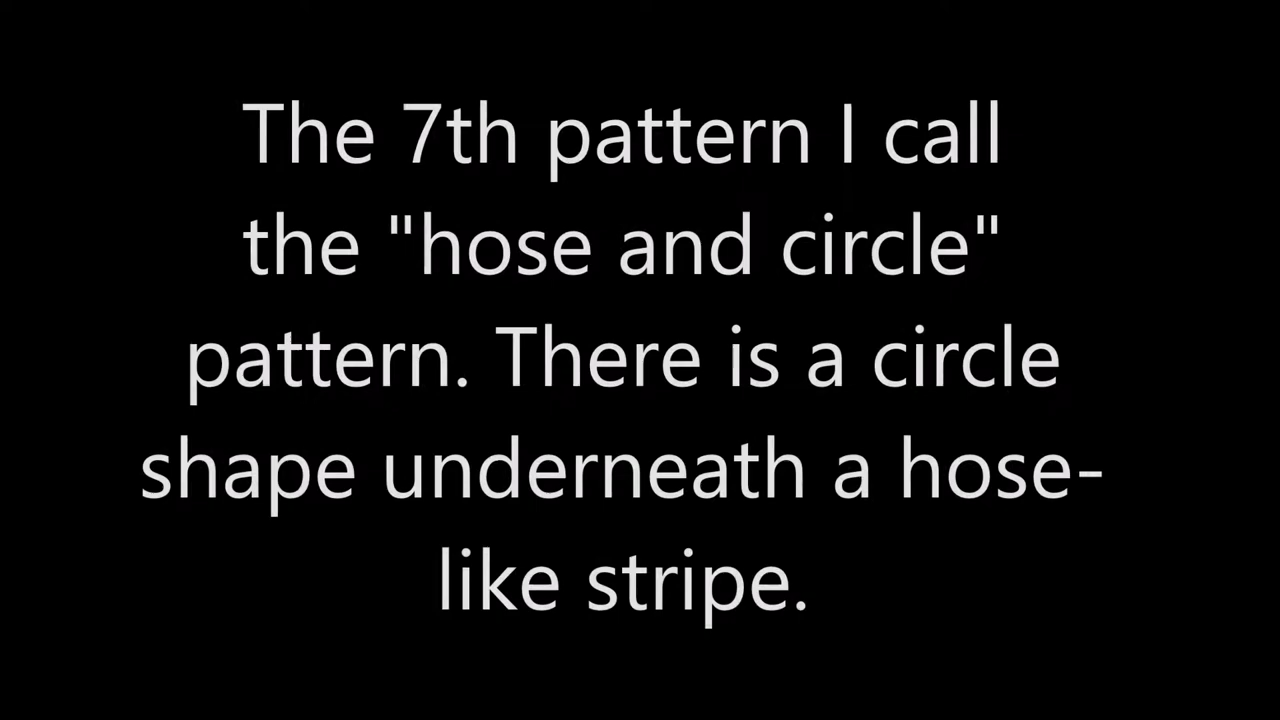 The 7th pattern I call
the "hose and circle"
pattern. There is a circle
shape underneath a hose-
like stripe.